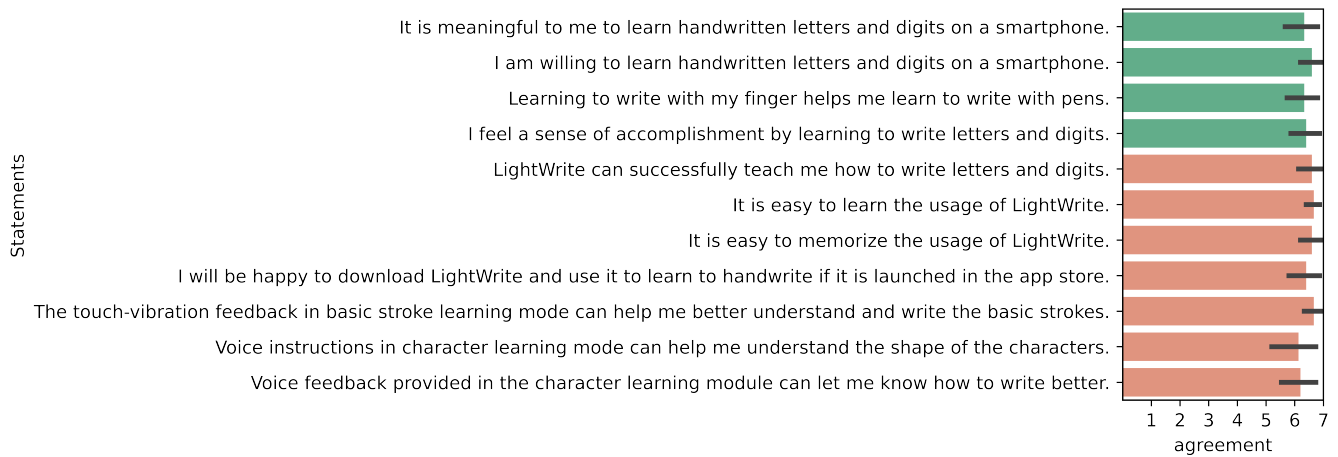 Statements
It is meaningful to me to learn handwritten letters and digits on a smartphone.
I am willing to learn handwritten letters and digits on a smartphone.
Learning to write with my finger helps me learn to write with pens.
I feel a sense of accomplishment by learning to write letters and digits.
LightWrite can successfully teach me how to write letters and digits.
It is easy to learn the usage of LightWrite.
It is easy to memorize the usage of LightWrite.
I will be happy to download LightWrite and use it to learn to handwrite if it is launched in the app store.
The touch-vibration feedback in basic stroke learning mode can help me better understand and write the basic strokes.
Voice instructions in character learning mode can help me understand the shape of the characters.
Voice feedback provided in the character learning module can let me know how to write better.
1 2 3 4 5 6 7
agreement